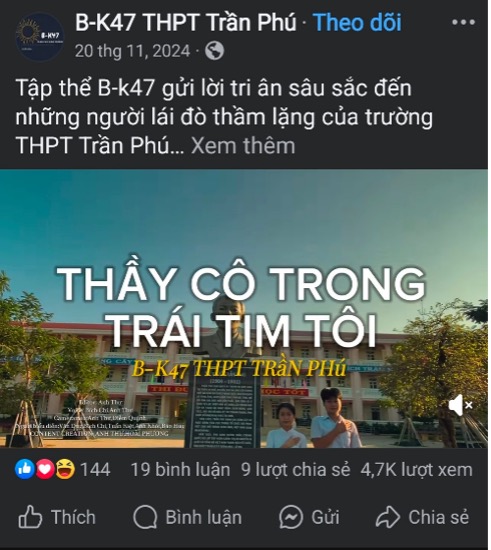 B-K47
B-K47 THPT Trần Phú · Theo dõi
20 thg 11, 2024 ·
Tập thể B-k47 gửi lời tri ân sâu sắc đến
những người lái đò thầm lặng của trường
THPT Trần Phú... Xem thêm
THẦY CÔ TRONG
TRÁI TIM TÔI
B-K47 THPT TRẦN PHú
144 19 bình luận 9 lượt chia sẻ 4,7K lượt xem
Thích Bình luận Gửi Chia sẻ